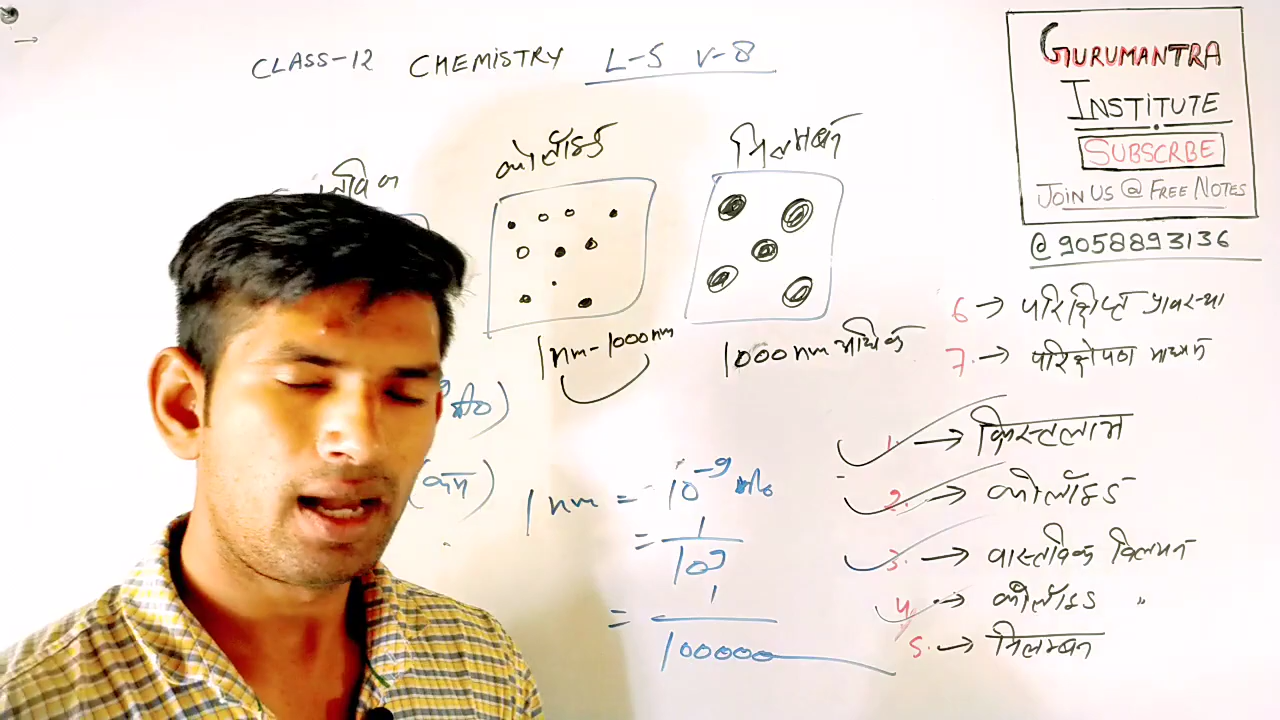 CLASS-12 CHEMISTRY L-5 V-8
GURUMANTRA
INSTITUTE
SUBSCRBE
JOIN US @ FREE NOTES
@ 9058893136
कोलॉइड
निलम्बन
1nm - 1000nm
1000nm अधिक
6 → परिक्षिप्त अवस्था
7. → परिक्षेपण माध्यम
1. → क्रिस्टलाभ
2. → कोलॉइड
3. → वास्तविक विलयन
4. → कोलॉइड "
5. → निलम्बन
1 nm = 10⁻⁹ मी०
= 1
10⁹
= 1
100000